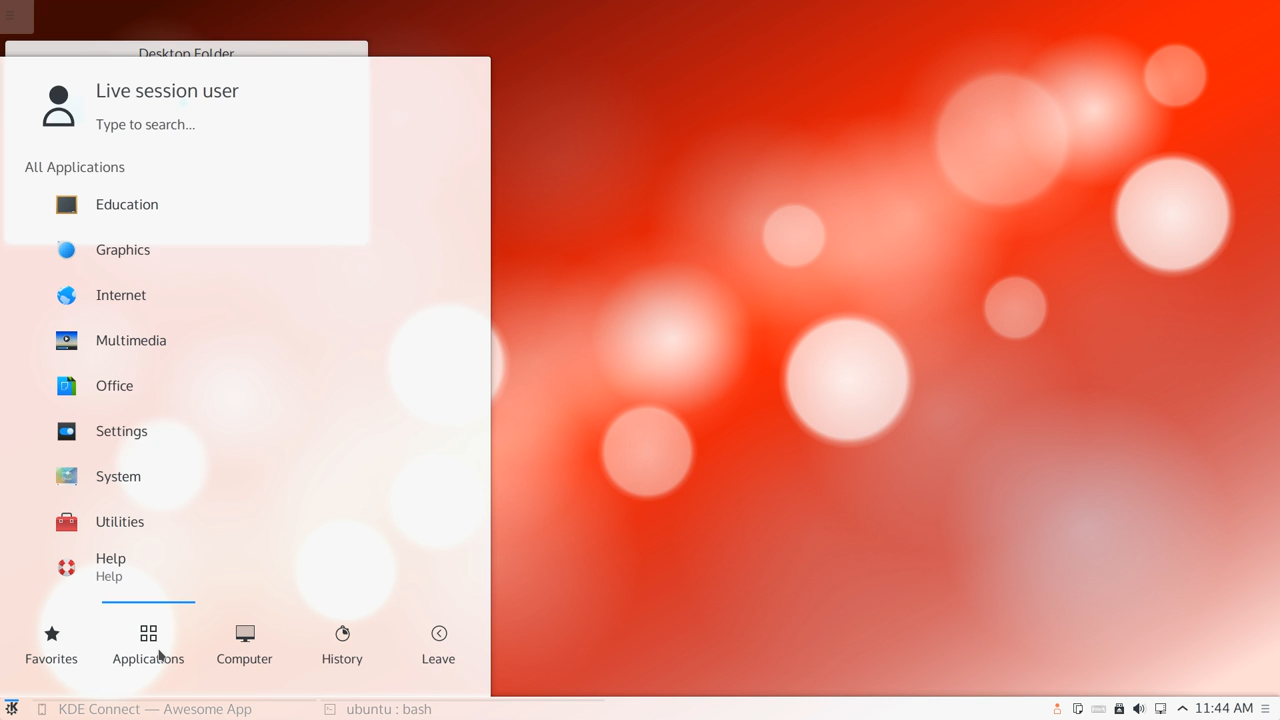 Desktop Folder
Live session user
Type to search...
All Applications
Education
Graphics
Internet
Multimedia
Office
Settings
System
Utilities
Help
Help
Favorites
Applications
Computer
History
Leave
KDE Connect — Awesome App
ubuntu : bash
11:44 AM